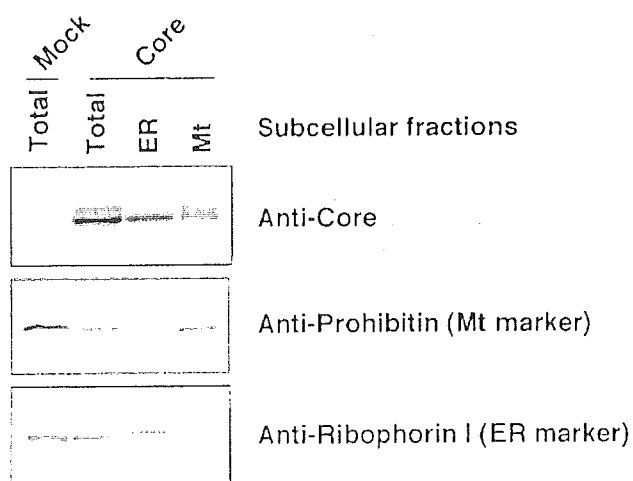 Mock
Core
Total
Total
ER
Mt
Subcellular fractions
Anti-Core
Anti-Prohibitin (Mt marker)
Anti-Ribophorin I (ER marker)